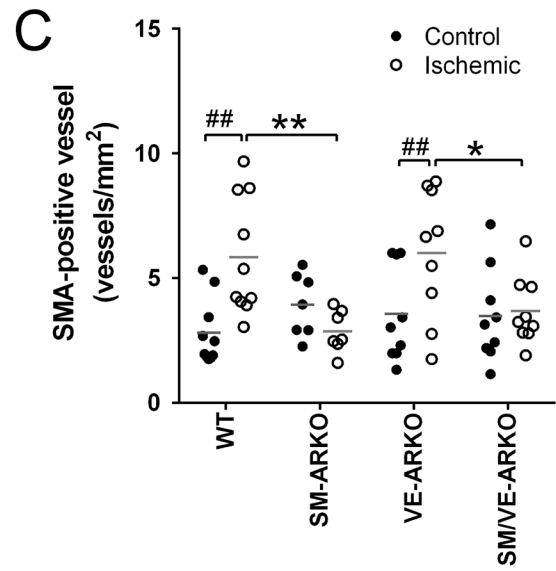 C
15
Control
Ischemic
## ** ## *
10
5
0
SMA-positive vessel
(vessels/mm²)
WT
SM-ARKO
VE-ARKO
SM/VE-ARKO